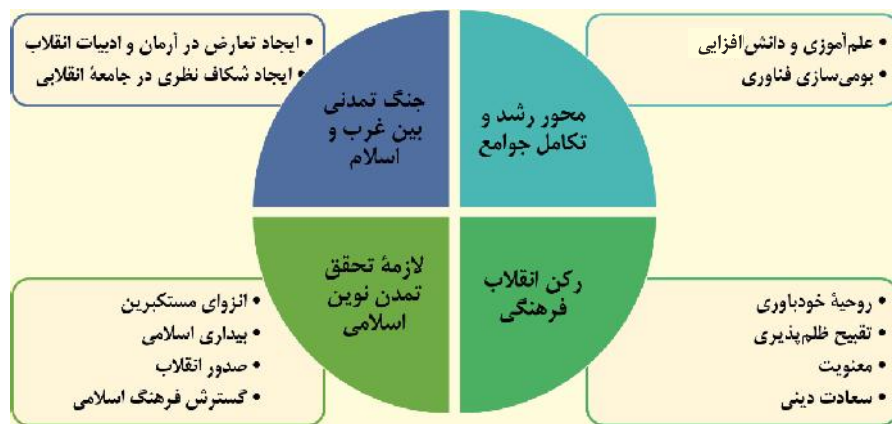 علم‌آموزی و دانش‌افزایی •
بومی‌سازی فناوری •
محور رشد و
تکامل جوامع
ایجاد تعارض در آرمان و ادبیات انقلاب •
ایجاد شکاف نظری در جامعهٔ انقلابی •
جنگ تمدنی
بین غرب و
اسلام
رکن انقلاب
فرهنگی
روحیهٔ خودباوری •
تقبیح ظلم‌پذیری •
معنویت •
سعادت دینی •
لازمهٔ تحقق
تمدن نوین
اسلامی
انزوای مستکبرین •
بیداری اسلامی •
صدور انقلاب •
گسترش فرهنگ اسلامی •